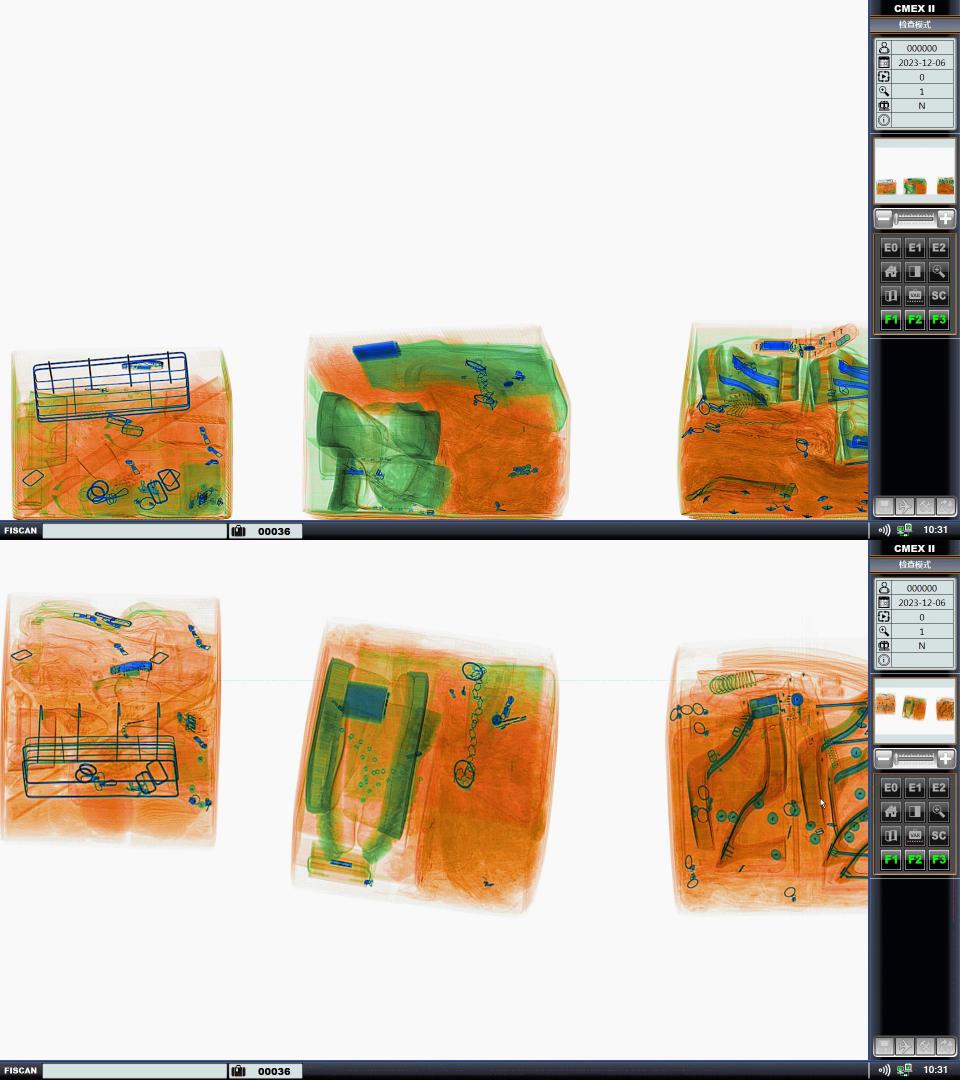 CMEX II
检查模式
000000
2023-12-06
0
1
N
E0 E1 E2
VAR SC
F1 F2 F3
FISCAN 00036 10:31
CMEX II
检查模式
000000
2023-12-06
0
1
N
E0 E1 E2
VAR SC
F1 F2 F3
FISCAN 00036 10:31